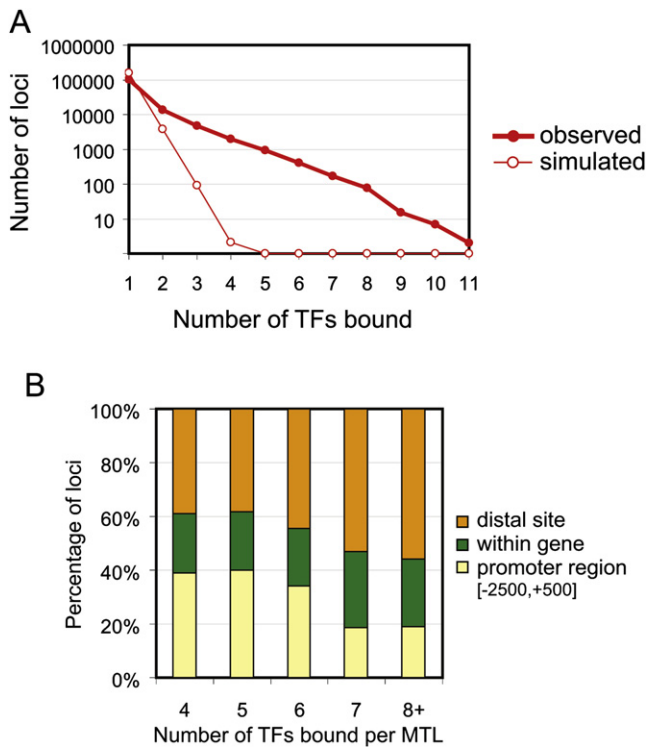 A
Number of loci
1000000
100000
10000
1000
100
10
1 2 3 4 5 6 7 8 9 10 11
Number of TFs bound
observed
simulated
B
Percentage of loci
100%
80%
60%
40%
20%
0%
4 5 6 7 8+
Number of TFs bound per MTL
distal site
within gene
promoter region
[-2500,+500]